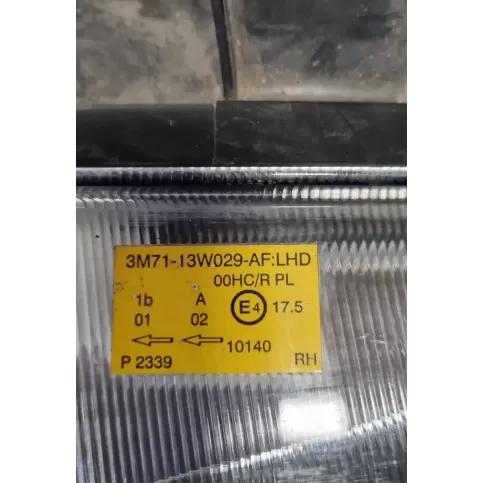 3M71-13W029-AF:LHD
00HC/R PL
1b A E4 17.5
01 02
10140
P 2339 RH